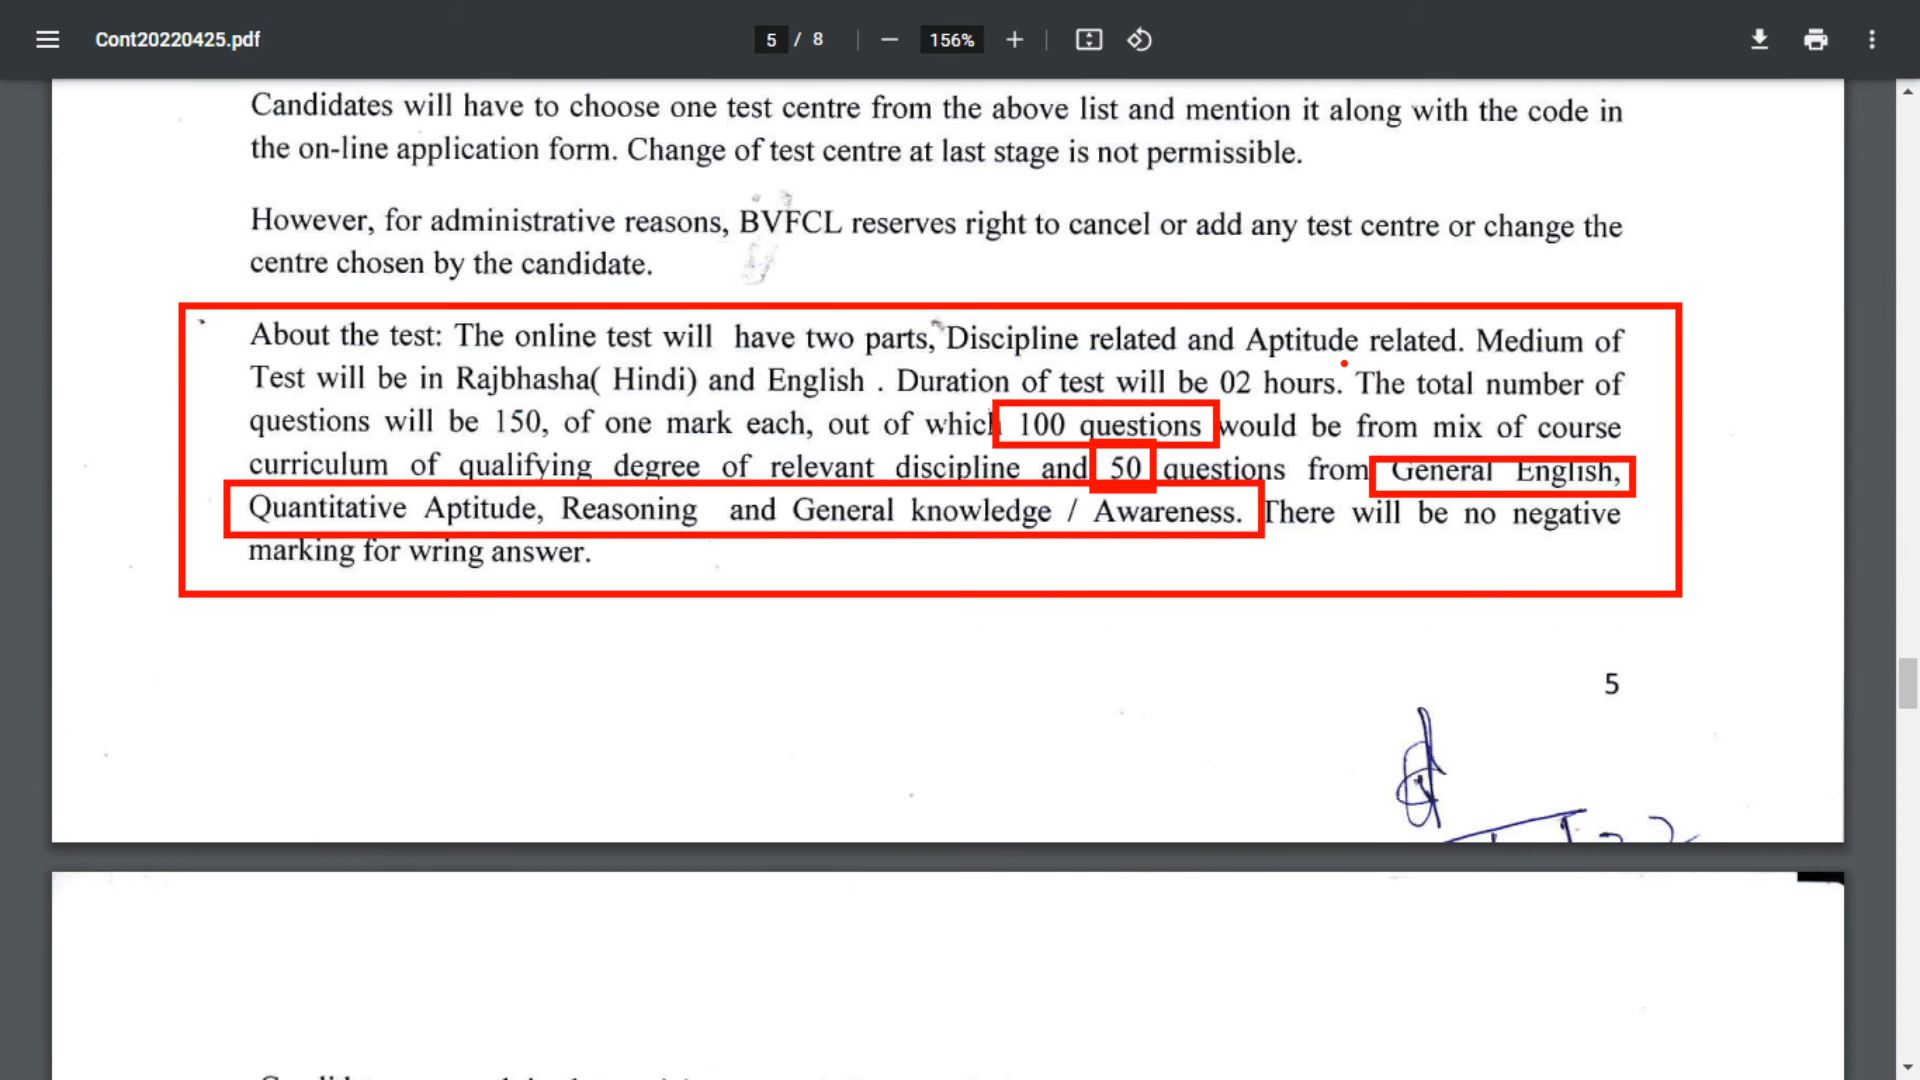 Cont20220425.pdf 5 / 8 156%
Candidates will have to choose one test centre from the above list and mention it along with the code in
the on-line application form. Change of test centre at last stage is not permissible.
However, for administrative reasons, BVFCL reserves right to cancel or add any test centre or change the
centre chosen by the candidate.
About the test: The online test will have two parts, Discipline related and Aptitude related. Medium of
Test will be in Rajbhasha( Hindi) and English . Duration of test will be 02 hours. The total number of
questions will be 150, of one mark each, out of which 100 questions would be from mix of course
curriculum of qualifying degree of relevant discipline and 50 questions from General English,
Quantitative Aptitude, Reasoning and General knowledge / Awareness. There will be no negative
marking for wring answer.
5